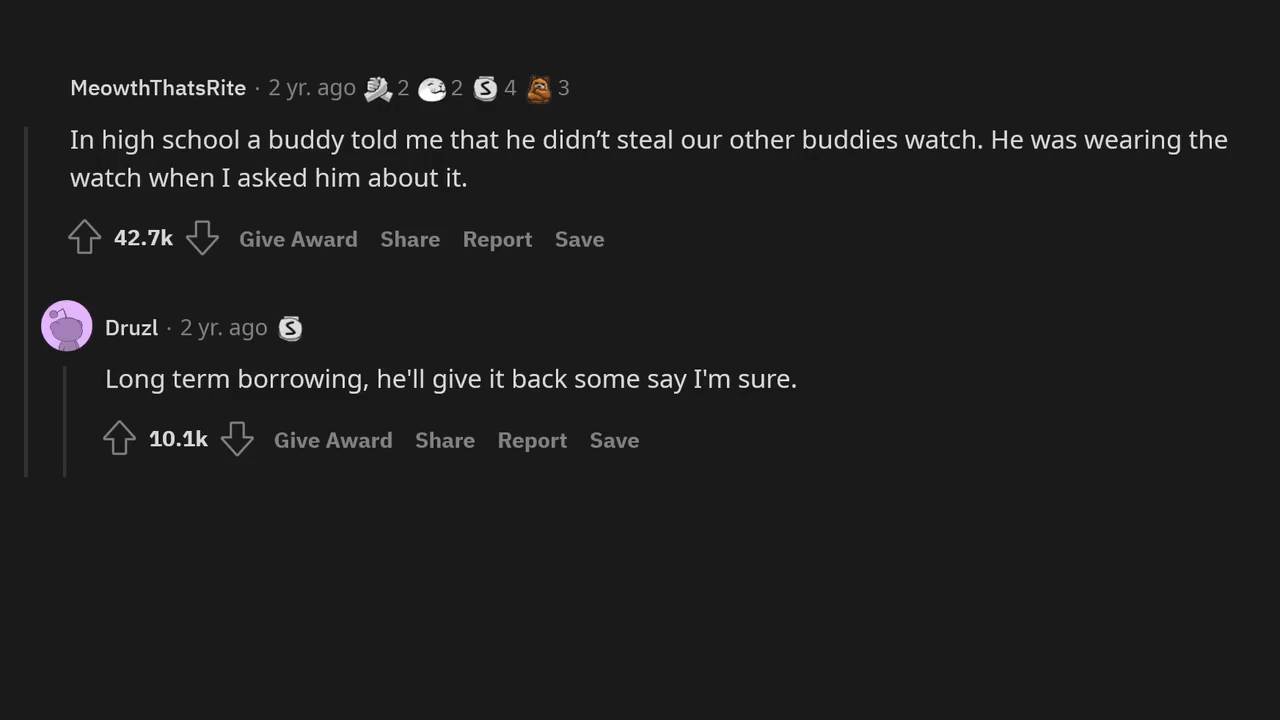 MeowthThatsRite · 2 yr. ago 2 2 S 4 3
In high school a buddy told me that he didn’t steal our other buddies watch. He was wearing the
watch when I asked him about it.
42.7k Give Award Share Report Save
Druzl · 2 yr. ago S
Long term borrowing, he'll give it back some say I'm sure.
10.1k Give Award Share Report Save